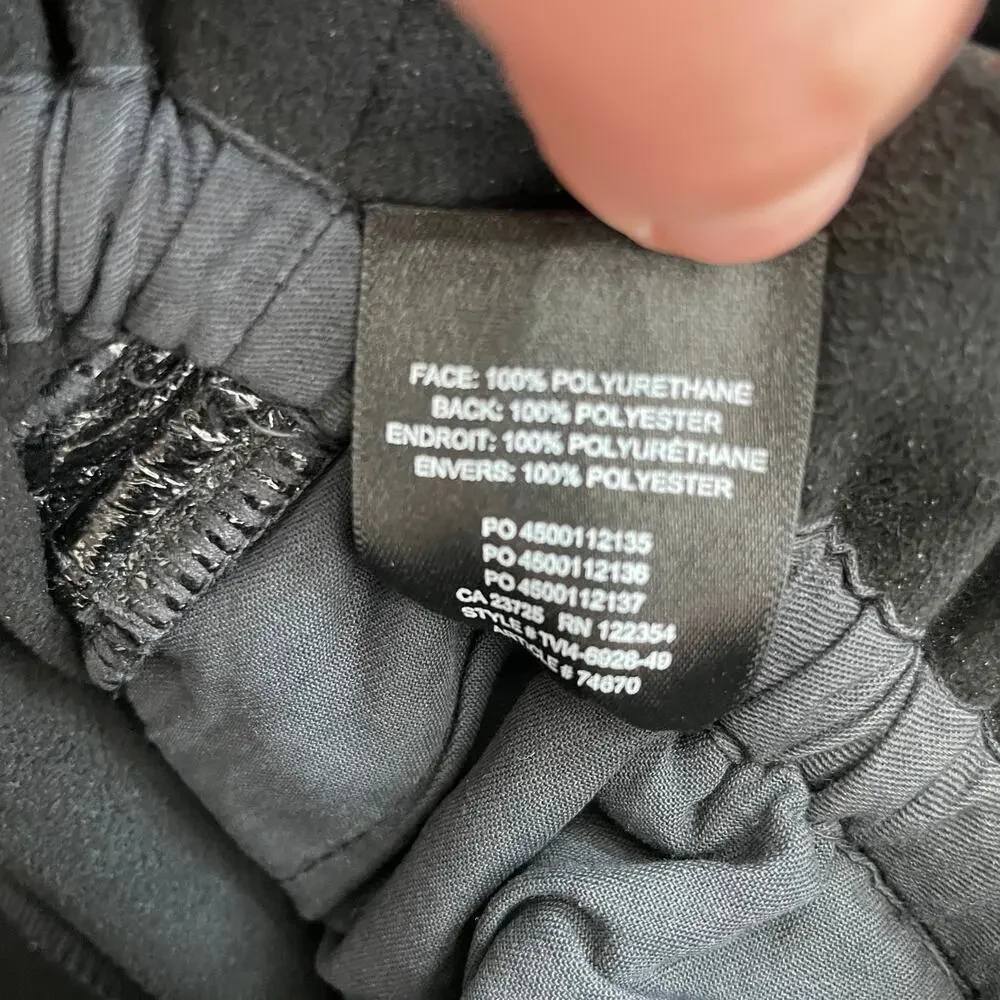 FACE: 100% POLYURETHANE
BACK: 100% POLYESTER
ENDROIT: 100% POLYURÉTHANE
ENVERS: 100% POLYESTER
PO 4500112135
PO 4500112136
PO 4500112137
CA 23725 RN 122354
STYLE # TVI4-6928-49
ARTICLE # 74670